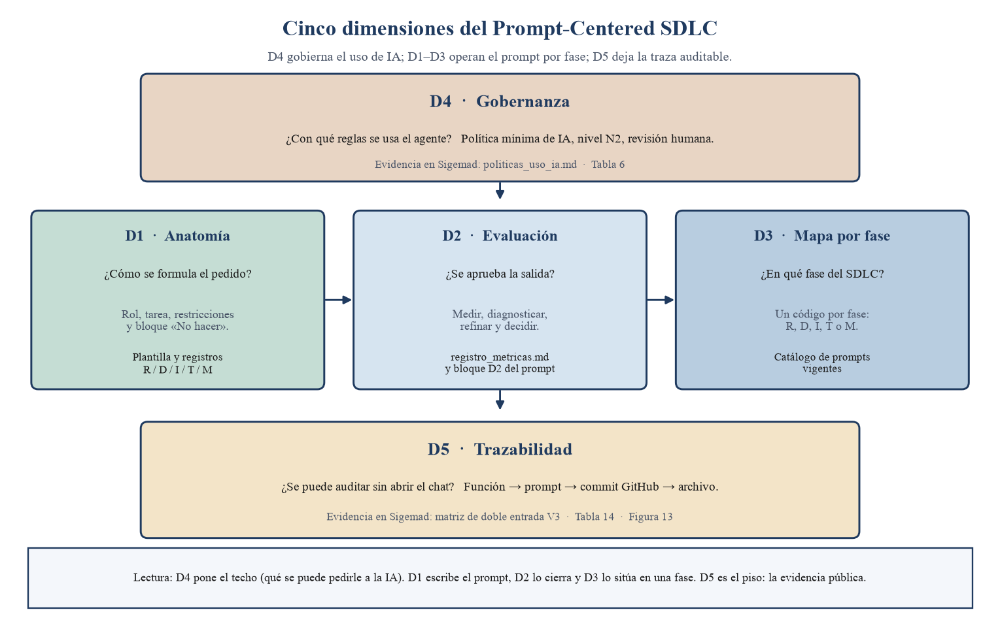 Cinco dimensiones del Prompt-Centered SDLC
D4 gobierna el uso de IA; D1–D3 operan el prompt por fase; D5 deja la traza auditable.
D4 · Gobernanza
¿Con qué reglas se usa el agente? Política mínima de IA, nivel N2, revisión humana.
Evidencia en Sigemad: politicas_uso_ia.md · Tabla 6
D1 · Anatomía
¿Cómo se formula el pedido?
Rol, tarea, restricciones
y bloque «No hacer».
Plantilla y registros
R / D / I / T / M
D2 · Evaluación
¿Se aprueba la salida?
Medir, diagnosticar,
refinar y decidir.
registro_metricas.md
y bloque D2 del prompt
D3 · Mapa por fase
¿En qué fase del SDLC?
Un código por fase:
R, D, I, T o M.
Catálogo de prompts
vigentes
D5 · Trazabilidad
¿Se puede auditar sin abrir el chat? Función → prompt → commit GitHub → archivo.
Evidencia en Sigemad: matriz de doble entrada V3 · Tabla 14 · Figura 13
Lectura: D4 pone el techo (qué se puede pedirle a la IA). D1 escribe el prompt, D2 lo cierra y D3 lo sitúa en una fase. D5 es el piso: la evidencia pública.